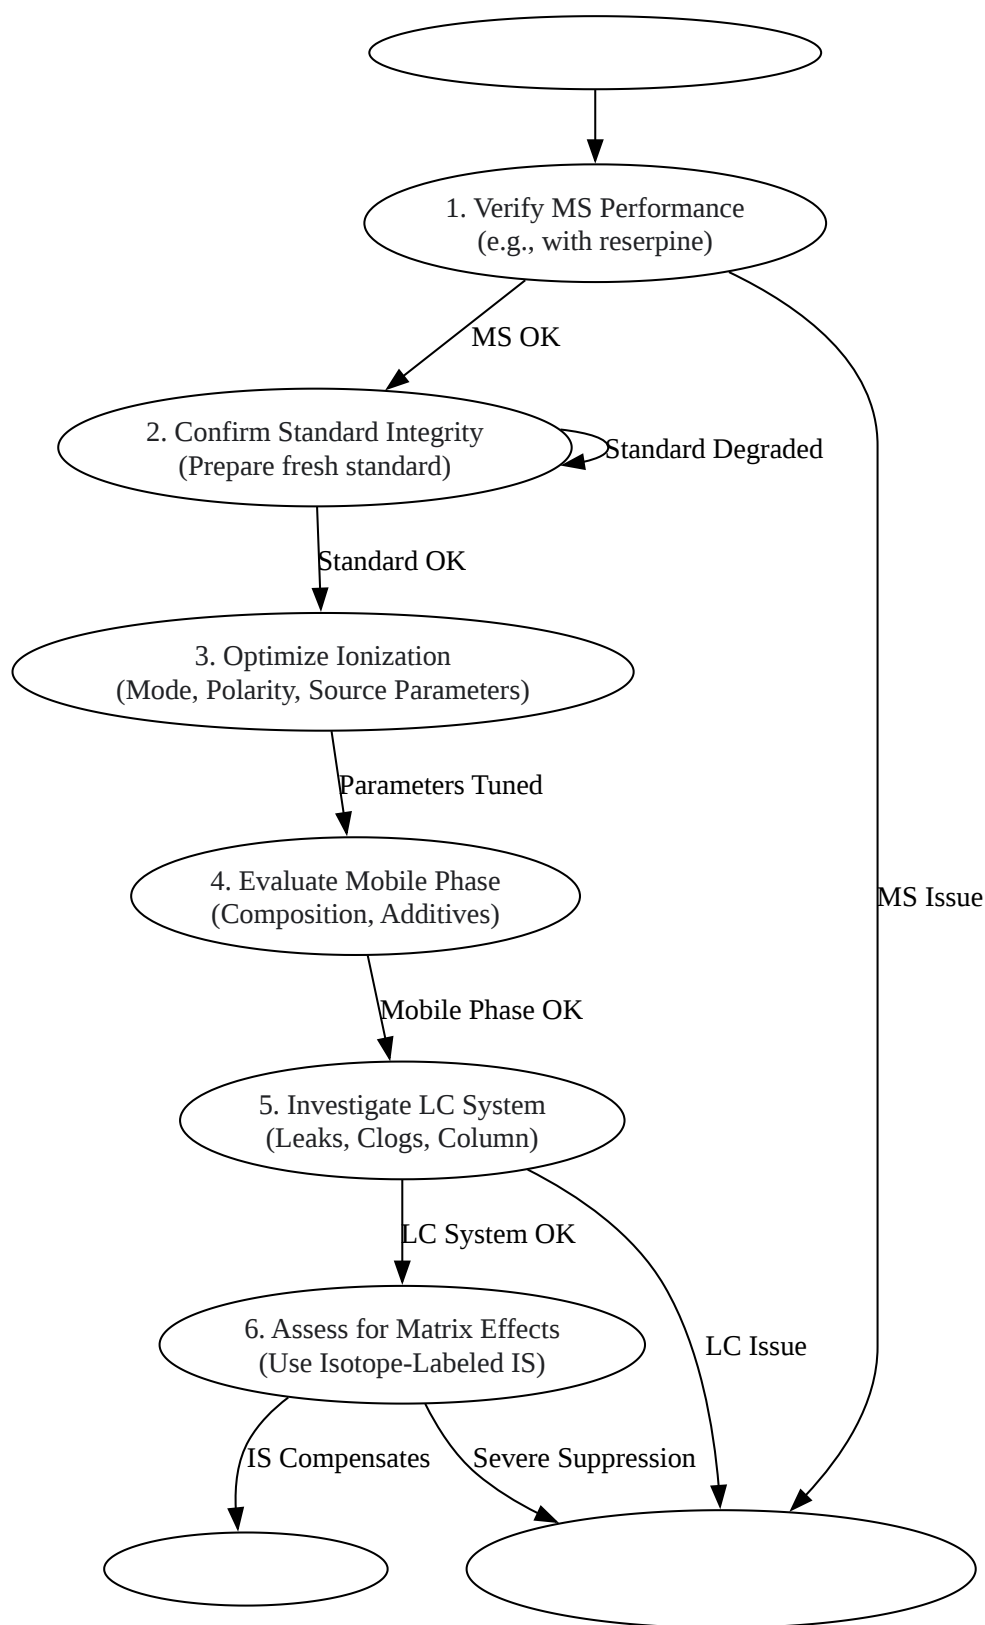 1. Verify MS Performance
(e.g., with reserpine)
MS OK
2. Confirm Standard Integrity
(Prepare fresh standard)
Standard Degraded
Standard OK
3. Optimize Ionization
(Mode, Polarity, Source Parameters)
Parameters Tuned
4. Evaluate Mobile Phase
(Composition, Additives)
MS Issue
Mobile Phase OK
5. Investigate LC System
(Leaks, Clogs, Column)
LC System OK
6. Assess for Matrix Effects
(Use Isotope-Labeled IS)
LC Issue
IS Compensates
Severe Suppression